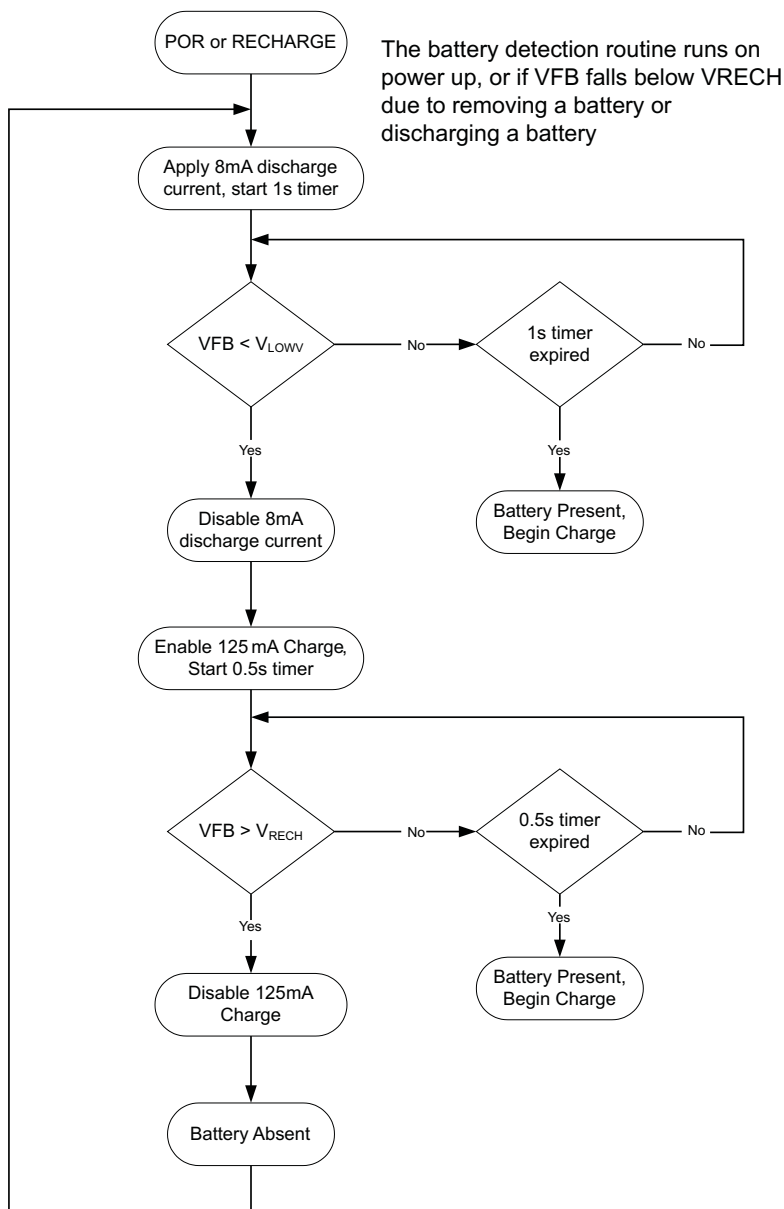 POR or RECHARGE
The battery detection routine runs on
power up, or if VFB falls below VRECH
due to removing a battery or
discharging a battery
Apply 8mA discharge
current, start 1s timer
VFB < VLOWV
No
1s timer
expired
No
Yes
Yes
Disable 8mA
discharge current
Battery Present,
Begin Charge
Enable 125 mA Charge,
Start 0.5s timer
VFB > VRECH
No
0.5s timer
expired
No
Yes
Yes
Disable 125mA
Charge
Battery Present,
Begin Charge
Battery Absent